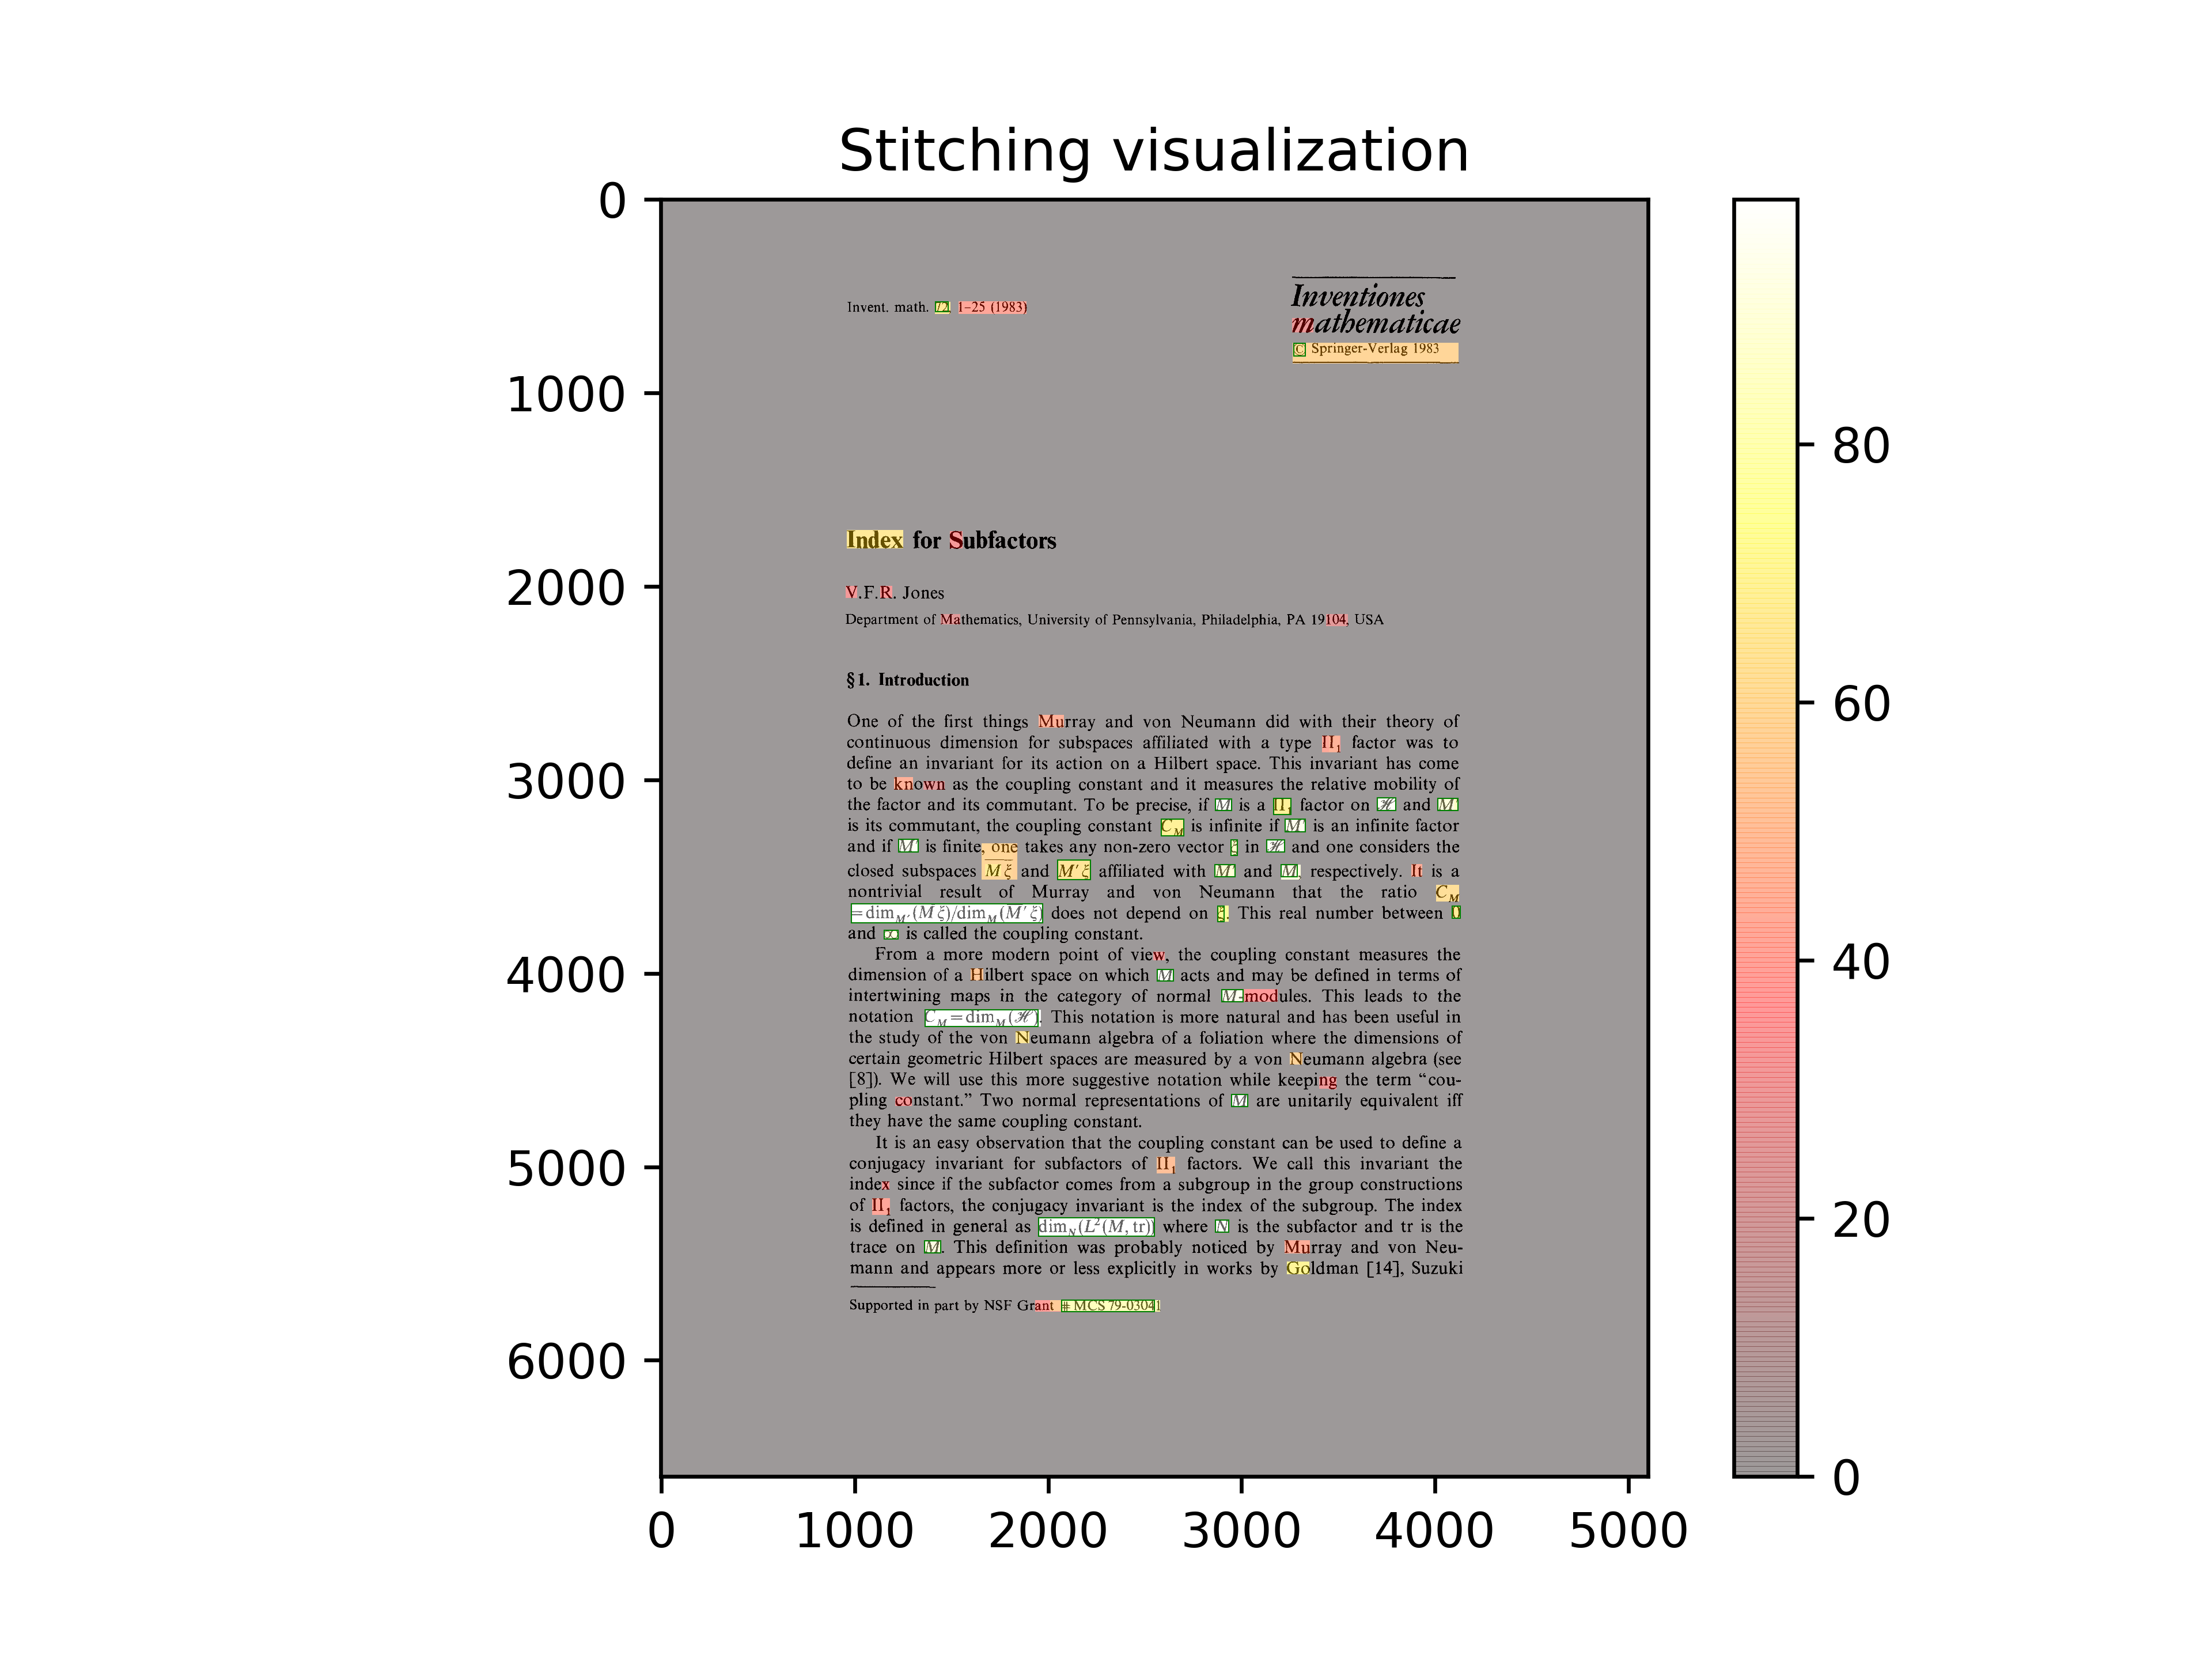 Stitching visualization
0
1000
2000
3000
4000
5000
6000
0
1000
2000
3000
4000
5000
80
60
40
20
0
Invent. math. 72, 1–25 (1983)
Inventiones
mathematicae
© Springer-Verlag 1983
Index for Subfactors
V.F.R. Jones
Department of Mathematics, University of Pennsylvania, Philadelphia, PA 19104, USA
§1. Introduction
One of the first things Murray and von Neumann did with their theory of
continuous dimension for subspaces affiliated with a type II₁ factor was to
define an invariant for its action on a Hilbert space. This invariant has come
to be known as the coupling constant and it measures the relative mobility of
the factor and its commutant. To be precise, if M is a II₁ factor on ℋ and M′
is its commutant, the coupling constant C_M is infinite if M′ is an infinite factor
and if M′ is finite, one takes any non-zero vector ξ in ℋ and one considers the
closed subspaces M̅ξ̅ and M′ξ affiliated with M′ and M, respectively. It is a
nontrivial result of Murray and von Neumann that the ratio C_M
=dim_M′(Mξ)/dim_M(M′ξ) does not depend on ξ. This real number between 0
and ∞ is called the coupling constant.
From a more modern point of view, the coupling constant measures the
dimension of a Hilbert space on which M acts and may be defined in terms of
intertwining maps in the category of normal M-modules. This leads to the
notation C_M=dim_M(ℋ). This notation is more natural and has been useful in
the study of the von Neumann algebra of a foliation where the dimensions of
certain geometric Hilbert spaces are measured by a von Neumann algebra (see
[8]). We will use this more suggestive notation while keeping the term “cou-
pling constant.” Two normal representations of M are unitarily equivalent iff
they have the same coupling constant.
It is an easy observation that the coupling constant can be used to define a
conjugacy invariant for subfactors of II₁ factors. We call this invariant the
index since if the subfactor comes from a subgroup in the group constructions
of II₁ factors, the conjugacy invariant is the index of the subgroup. The index
is defined in general as dim_N(L²(M, tr)) where N is the subfactor and tr is the
trace on M. This definition was probably noticed by Murray and von Neu-
mann and appears more or less explicitly in works by Goldman [14], Suzuki
Supported in part by NSF Grant # MCS 79-03041